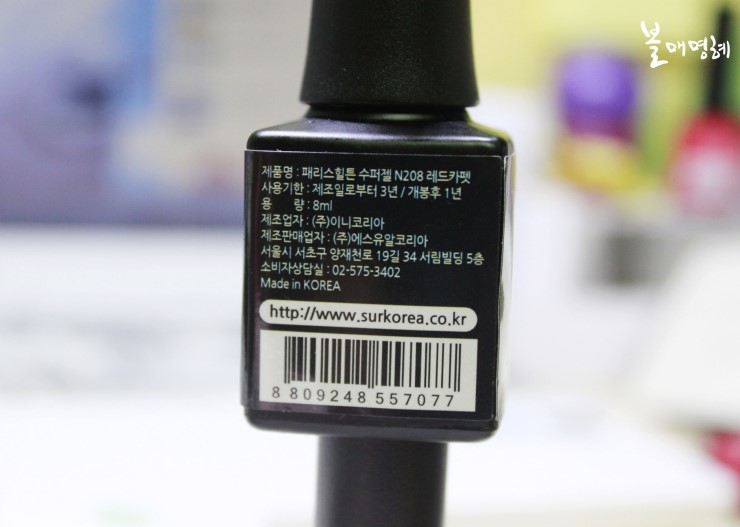 볼매명혜
제품명 : 패리스힐튼 수퍼젤 N208 레드카펫
사용기한 : 제조일로부터 3년 / 개봉후 1년
용 량 : 8ml
제조업자 : (주)이니코리아
제조판매업자 : (주)에스유알코리아
서울시 서초구 양재천로 19길 34 서림빌딩 5층
소비자상담실 : 02-575-3402
Made in KOREA
http://www.surkorea.co.kr
8 809248 557077